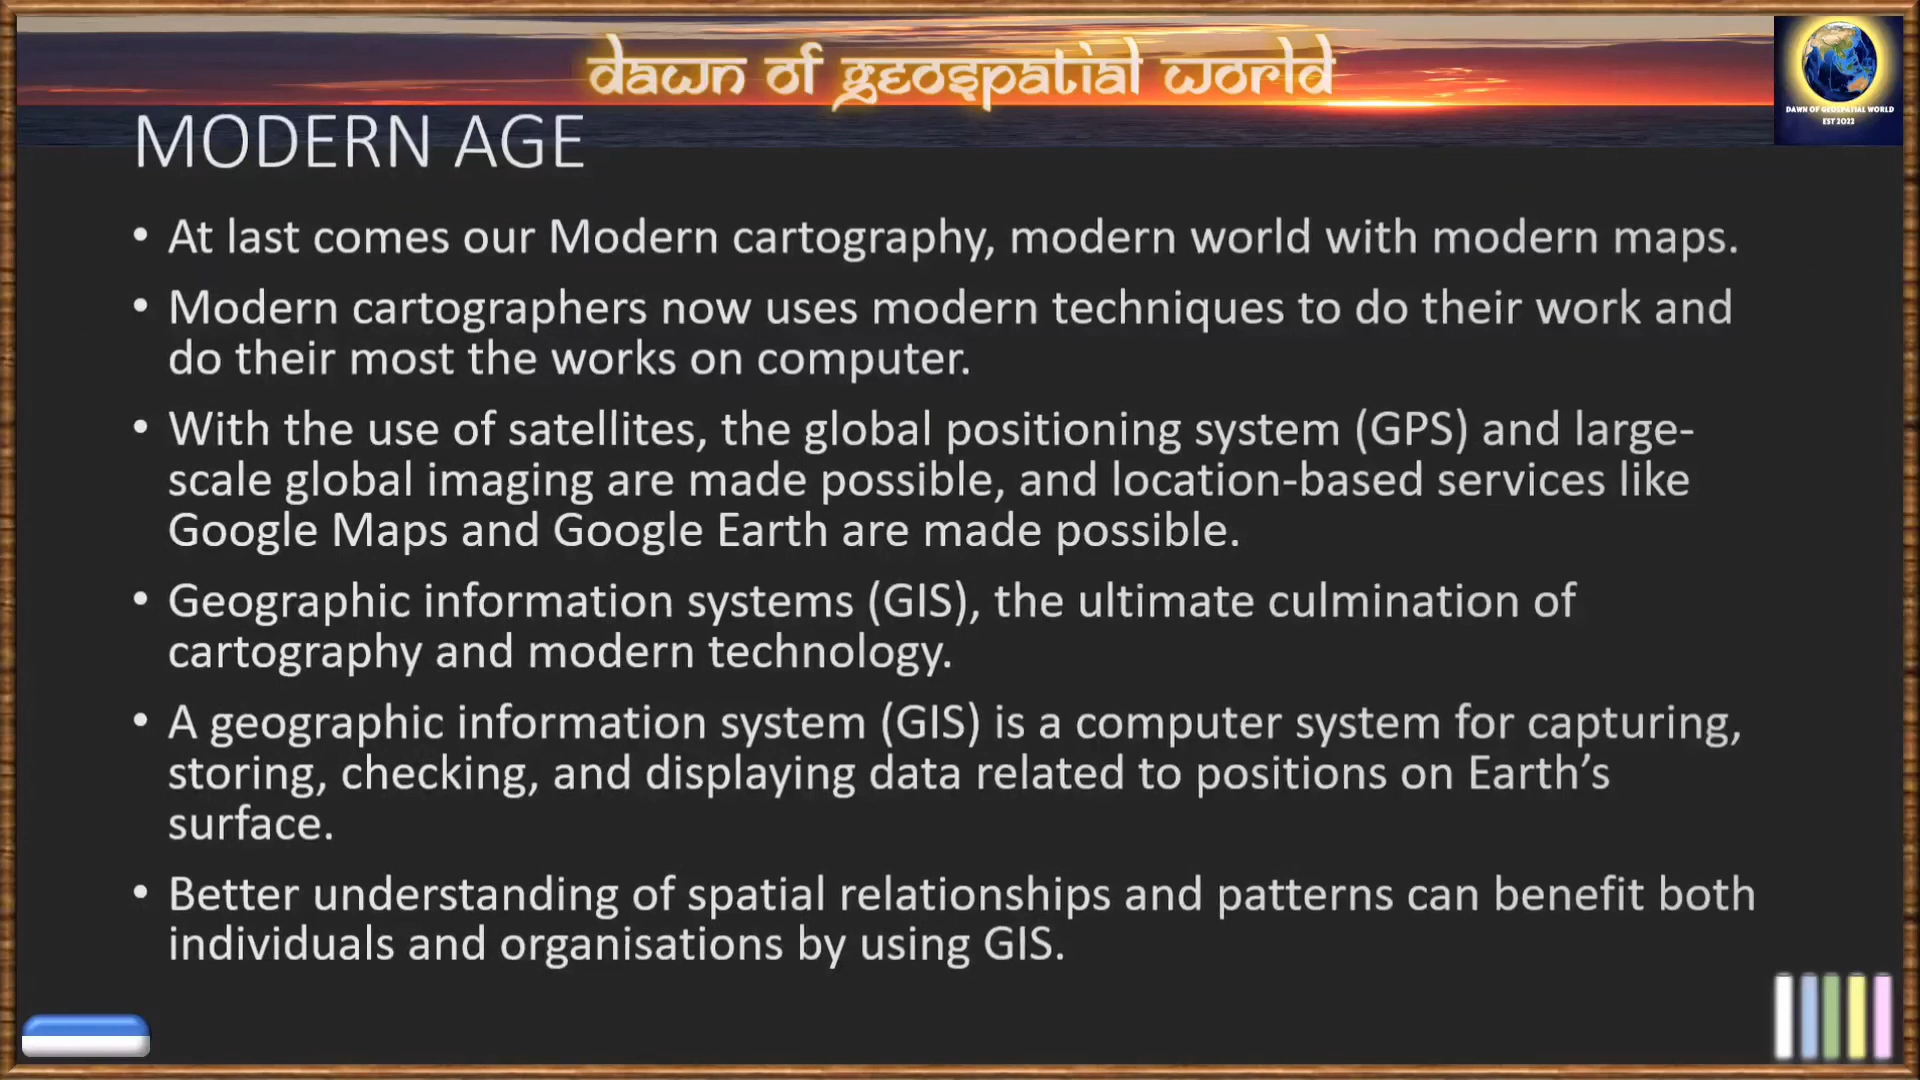 dawn of geospatial world
DAWN OF GEOSPATIAL WORLD
EST 2022
MODERN AGE
• At last comes our Modern cartography, modern world with modern maps.
• Modern cartographers now uses modern techniques to do their work and
do their most the works on computer.
• With the use of satellites, the global positioning system (GPS) and large-
scale global imaging are made possible, and location-based services like
Google Maps and Google Earth are made possible.
• Geographic information systems (GIS), the ultimate culmination of
cartography and modern technology.
• A geographic information system (GIS) is a computer system for capturing,
storing, checking, and displaying data related to positions on Earth’s
surface.
• Better understanding of spatial relationships and patterns can benefit both
individuals and organisations by using GIS.